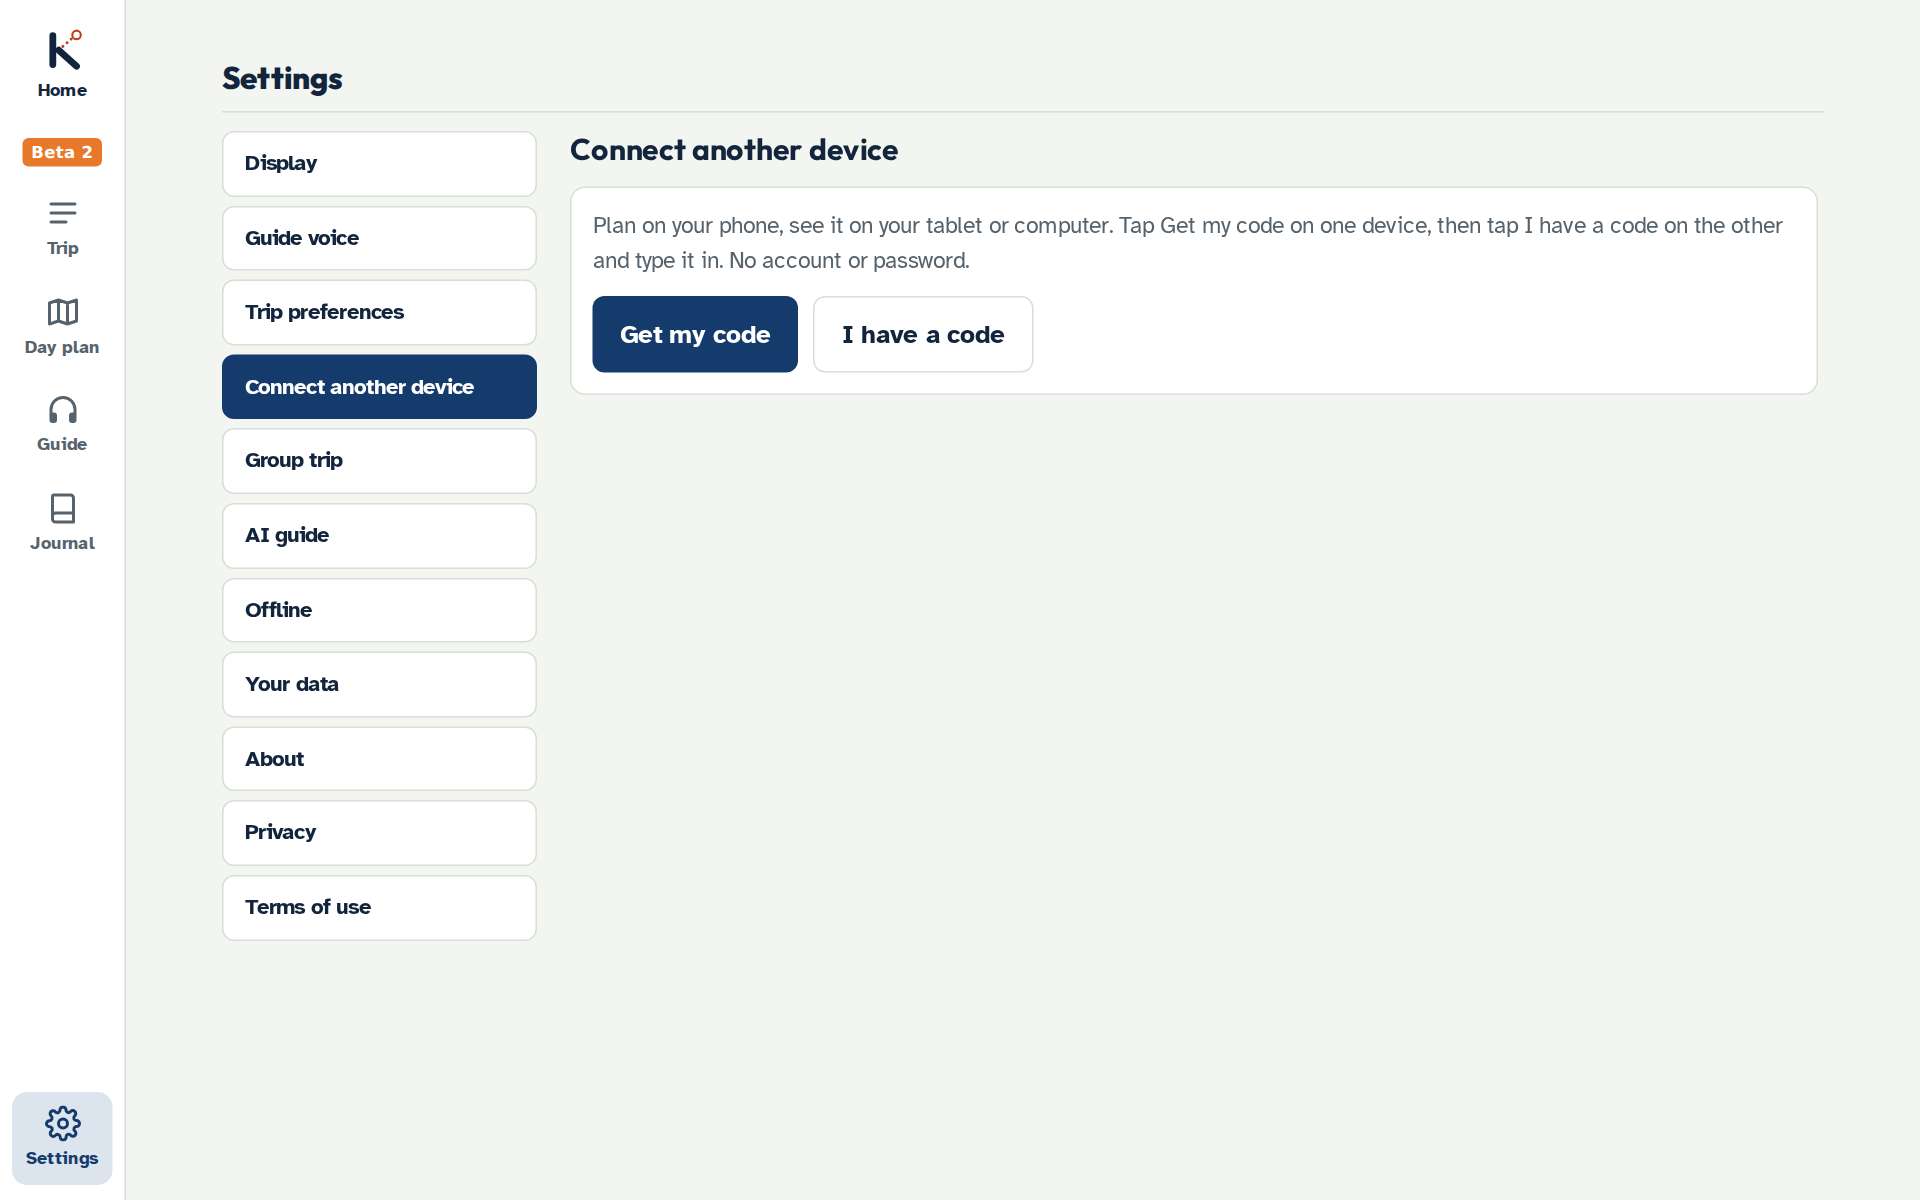 Home
Beta 2
Trip
Day plan
Guide
Journal
Settings
Settings
Display
Guide voice
Trip preferences
Connect another device
Group trip
AI guide
Offline
Your data
About
Privacy
Terms of use
Connect another device
Plan on your phone, see it on your tablet or computer. Tap Get my code on one device, then tap I have a code on the other
and type it in. No account or password.
Get my code
I have a code